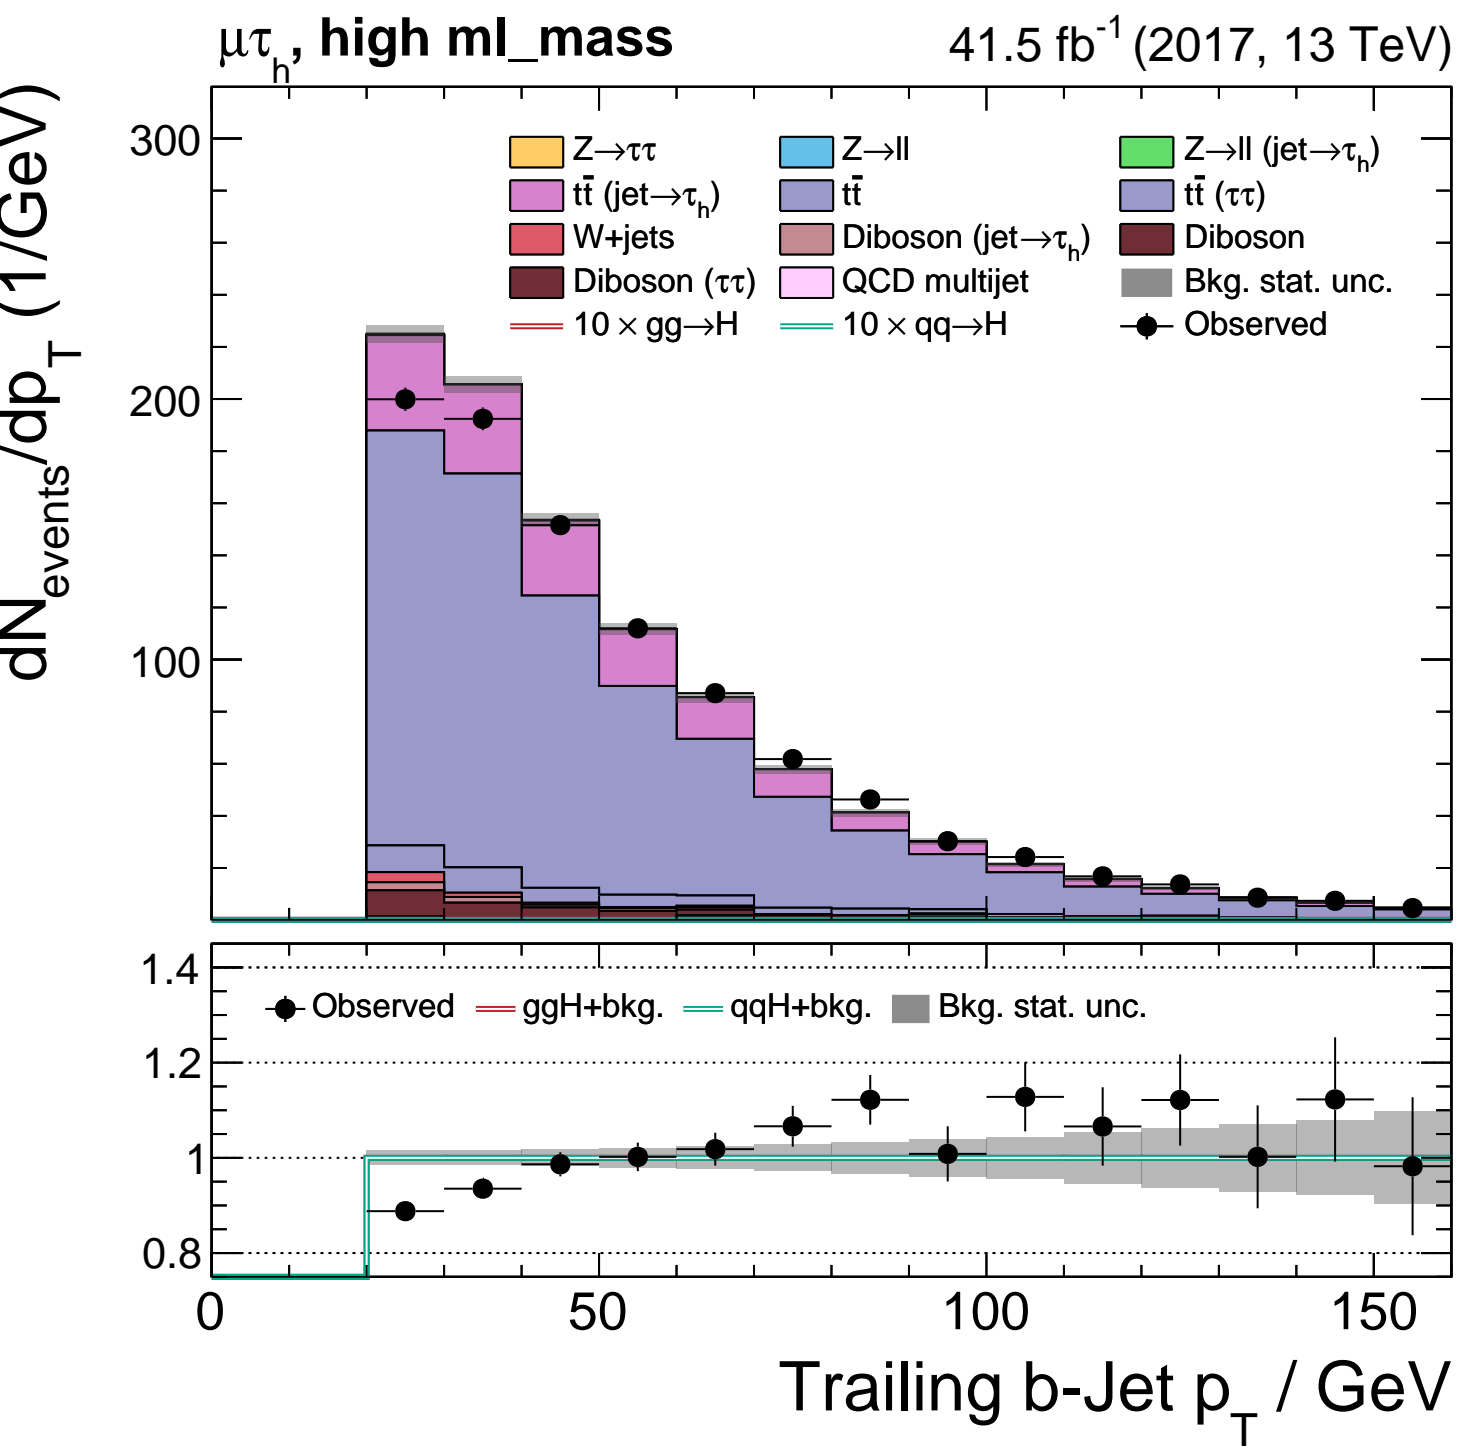 μτh, high ml_mass
41.5 fb-1 (2017, 13 TeV)
dNevents/dpT (1/GeV)
300
200
100
Z→ττ
Z→ll
Z→ll (jet→τh)
tt̄ (jet→τh)
tt̄
tt̄ (ττ)
W+jets
Diboson (jet→τh)
Diboson
Diboson (ττ)
QCD multijet
Bkg. stat. unc.
10 × gg→H
10 × qq→H
Observed
1.4
1.2
1
0.8
Observed
ggH+bkg.
qqH+bkg.
Bkg. stat. unc.
0
50
100
150
Trailing b-Jet pT / GeV